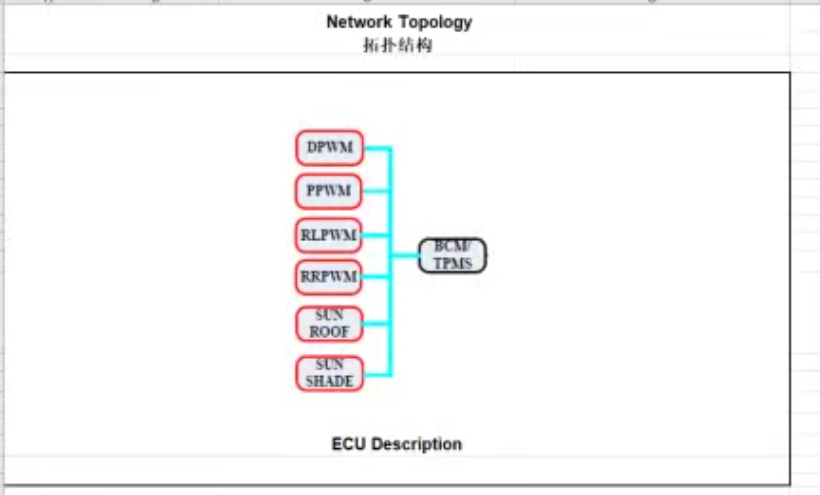 Network Topology
拓扑结构
DPWM
PPWM
RLPWM
RRPWM
SUN
ROOF
SUN
SHADE
BCM/
TPMS
ECU Description